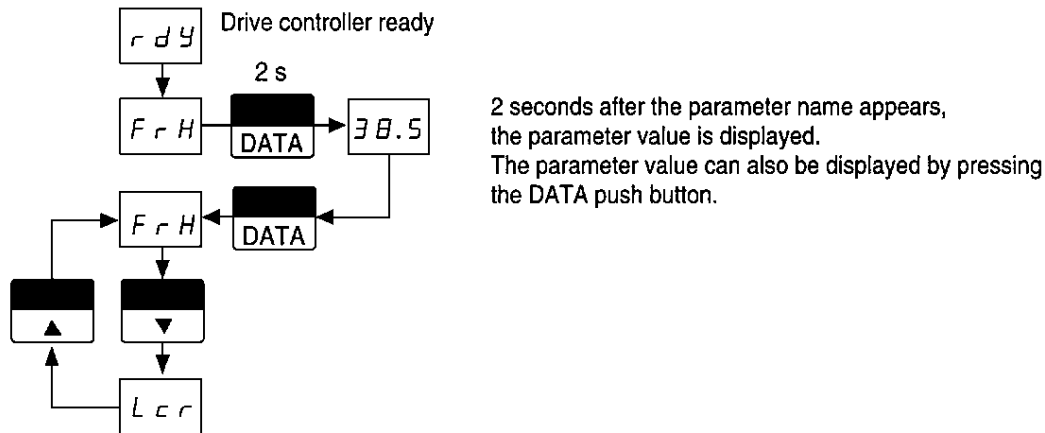 rdY
Drive controller ready
2 s
FrH
DATA
38.5
2 seconds after the parameter name appears,
the parameter value is displayed.
The parameter value can also be displayed by pressing
the DATA push button.
FrH
DATA
▲
▼
Lcr